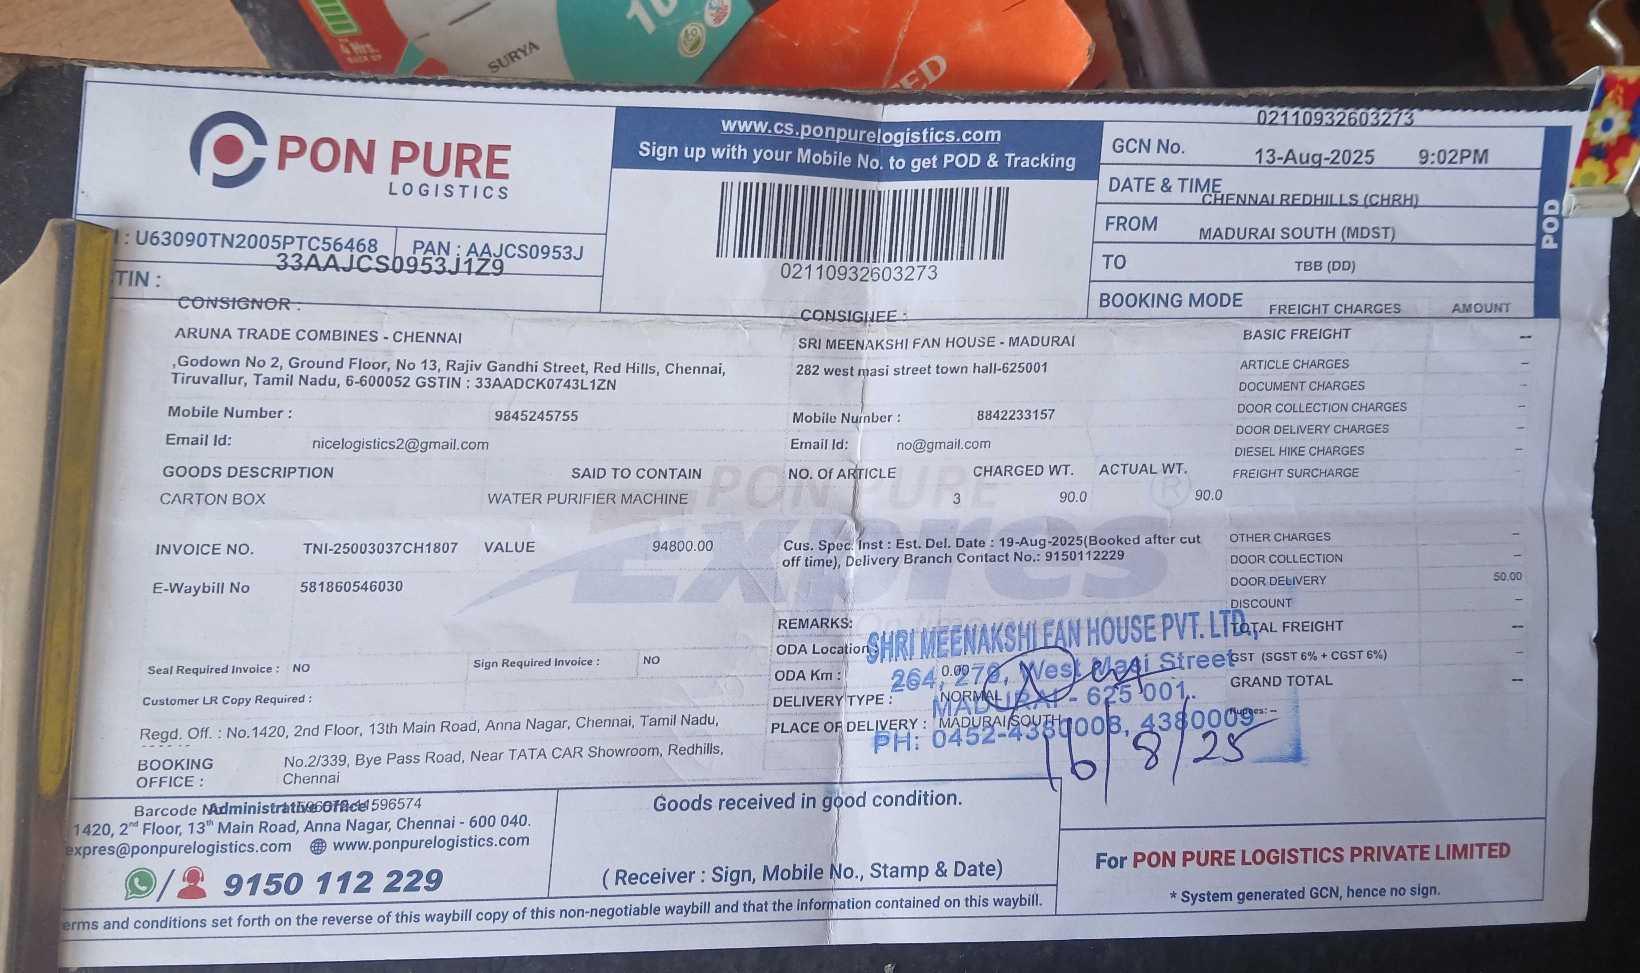 4 Hrs.
BACK UP
SURYA
PON PURE
LOGISTICS
: U63090TN2005PTC56468
PAN : AAJCS0953J
33AAJCS0953J1Z9
TIN :
www.cs.ponpurelogistics.com
Sign up with your Mobile No. to get POD & Tracking
02110932603273
GCN No.
02110932603273
DATE & TIME
13-Aug-2025 9:02PM
FROM
CHENNAI REDHILLS (CHRH)
TO
MADURAI SOUTH (MDST)
BOOKING MODE
TBB (DD)
POD
CONSIGNOR :
ARUNA TRADE COMBINES - CHENNAI
,Godown No 2, Ground Floor, No 13, Rajiv Gandhi Street, Red Hills, Chennai,
Tiruvallur, Tamil Nadu, 6-600052 GSTIN : 33AADCK0743L1ZN
Mobile Number : 9845245755
Email Id: nicelogistics2@gmail.com
CONSIGNEE :
SRI MEENAKSHI FAN HOUSE - MADURAI
282 west masi street town hall-625001
Mobile Number : 8842233157
Email Id: no@gmail.com
GOODS DESCRIPTION SAID TO CONTAIN NO. Of ARTICLE CHARGED WT. ACTUAL WT.
CARTON BOX WATER PURIFIER MACHINE 3 90.0 90.0
PON PURE
Expres
INVOICE NO. TNI-25003037CH1807 VALUE 94800.00
E-Waybill No 581860546030
Cus. Spec. Inst : Est. Del. Date : 19-Aug-2025(Booked after cut
off time), Delivery Branch Contact No.: 9150112229
REMARKS:
ODA Location :
ODA Km : 0.00
DELIVERY TYPE : NORMAL
PLACE OF DELIVERY : MADURAI SOUTH
SHRI MEENAKSHI FAN HOUSE PVT. LTD.,
264, 278, West Masi Street
MADURAI - 625 001.
PH: 0452-4380008, 4380009
16/8/25
FREIGHT CHARGES AMOUNT
BASIC FREIGHT --
ARTICLE CHARGES --
DOCUMENT CHARGES --
DOOR COLLECTION CHARGES --
DOOR DELIVERY CHARGES --
DIESEL HIKE CHARGES --
FREIGHT SURCHARGE
OTHER CHARGES --
DOOR COLLECTION --
DOOR DELIVERY 50.00
DISCOUNT --
TOTAL FREIGHT --
GST (SGST 6% + CGST 6%) --
GRAND TOTAL --
Rupees: --
Seal Required Invoice : NO Sign Required Invoice : NO
Customer LR Copy Required :
Regd. Off. : No.1420, 2nd Floor, 13th Main Road, Anna Nagar, Chennai, Tamil Nadu,
BOOKING OFFICE : No.2/339, Bye Pass Road, Near TATA CAR Showroom, Redhills,
Chennai
Administrative Office
1420, 2nd Floor, 13th Main Road, Anna Nagar, Chennai - 600 040.
expres@ponpurelogistics.com www.ponpurelogistics.com
9150 112 229
Goods received in good condition.
( Receiver : Sign, Mobile No., Stamp & Date)
For PON PURE LOGISTICS PRIVATE LIMITED
* System generated GCN, hence no sign.
erms and conditions set forth on the reverse of this waybill copy of this non-negotiable waybill and that the information contained on this waybill.